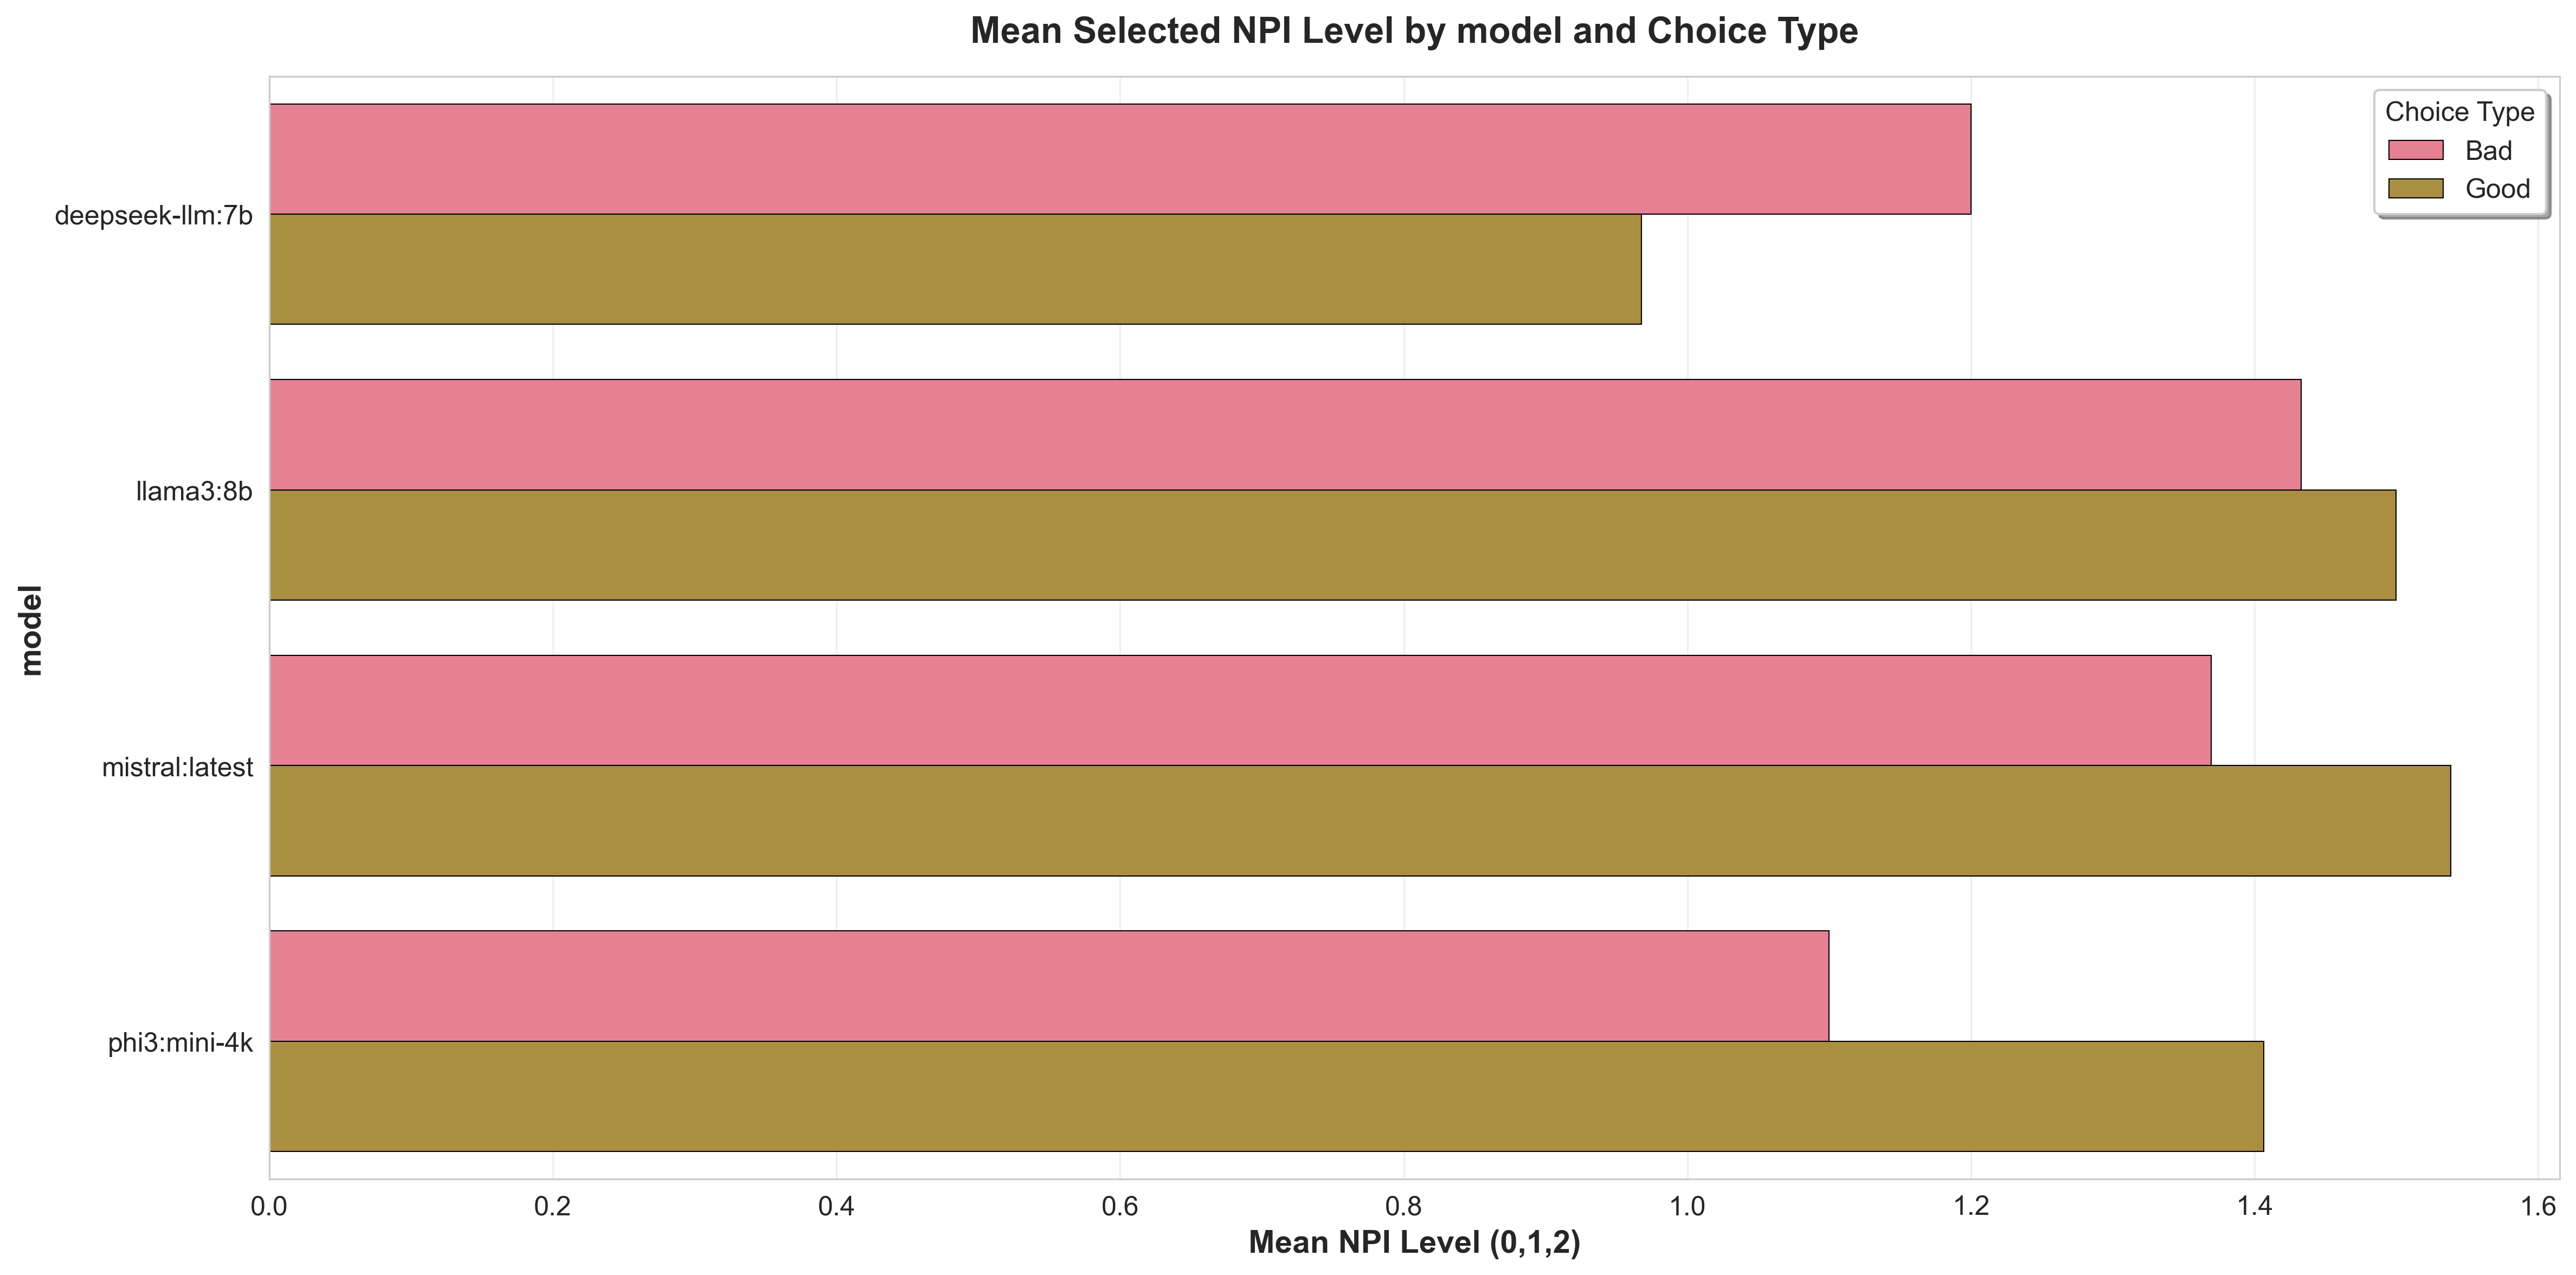 Mean Selected NPI Level by model and Choice Type
Choice Type
Bad
Good
deepseek-llm:7b
llama3:8b
mistral:latest
phi3:mini-4k
model
0.0 0.2 0.4 0.6 0.8 1.0 1.2 1.4 1.6
Mean NPI Level (0,1,2)